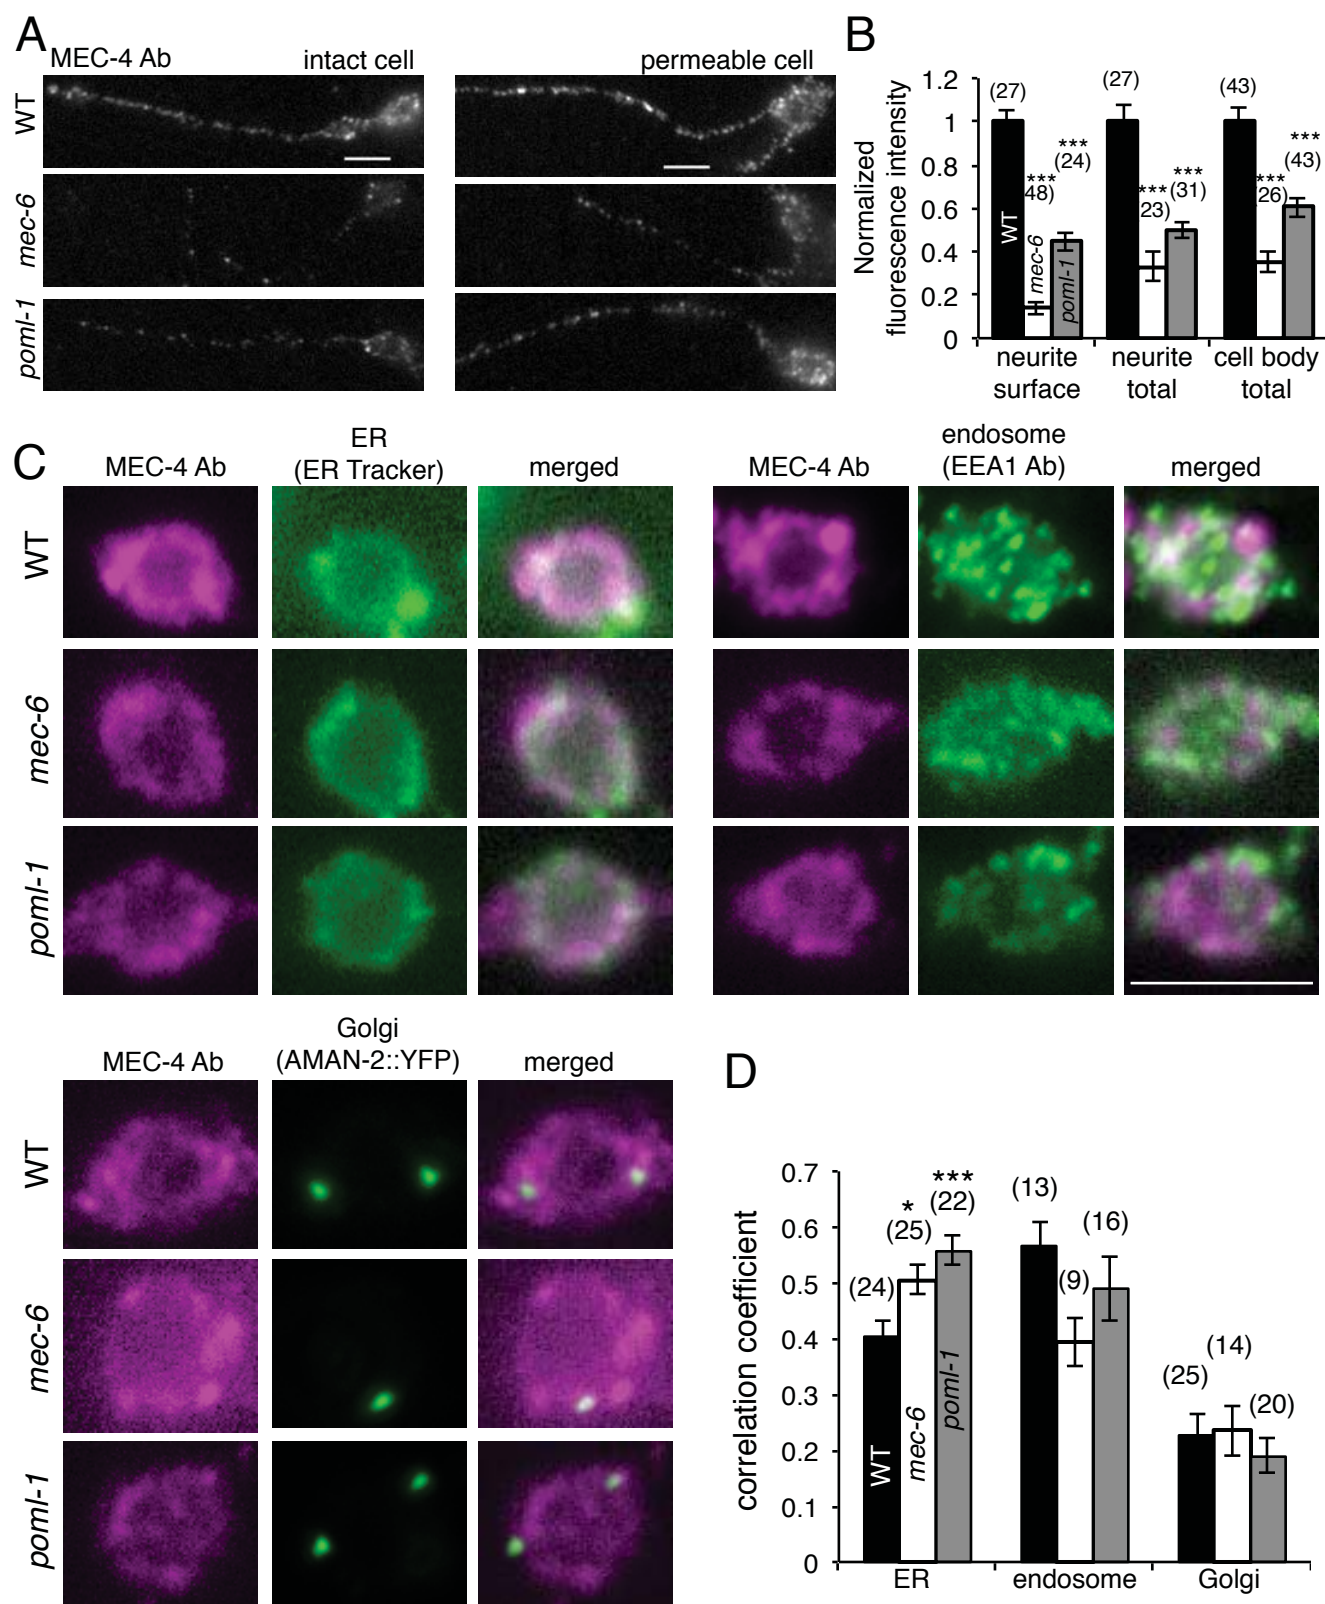 A
MEC-4 Ab intact cell permeable cell
WT
mec-6
poml-1
B
Normalized
fluorescence intensity
1.2
1
0.8
0.6
0.4
0.2
0
(27) (27) (43)
***
(24)
***
48)
***
(31)
***
23)
***
(43)
***
26)
WT
mec-6
poml-1
neurite
surface
neurite
total
cell body
total
C
ER
(ER Tracker)
MEC-4 Ab merged
endosome
(EEA1 Ab)
MEC-4 Ab merged
WT
mec-6
poml-1
Golgi
(AMAN-2::YFP)
MEC-4 Ab merged
WT
mec-6
poml-1
D
correlation coefficient
0.7
0.6
0.5
0.4
0.3
0.2
0.1
0
(24)
*
(25)
***
(22)
(13)
(9)
(16)
(25)
(14)
(20)
WT
mec-6
poml-1
ER endosome Golgi